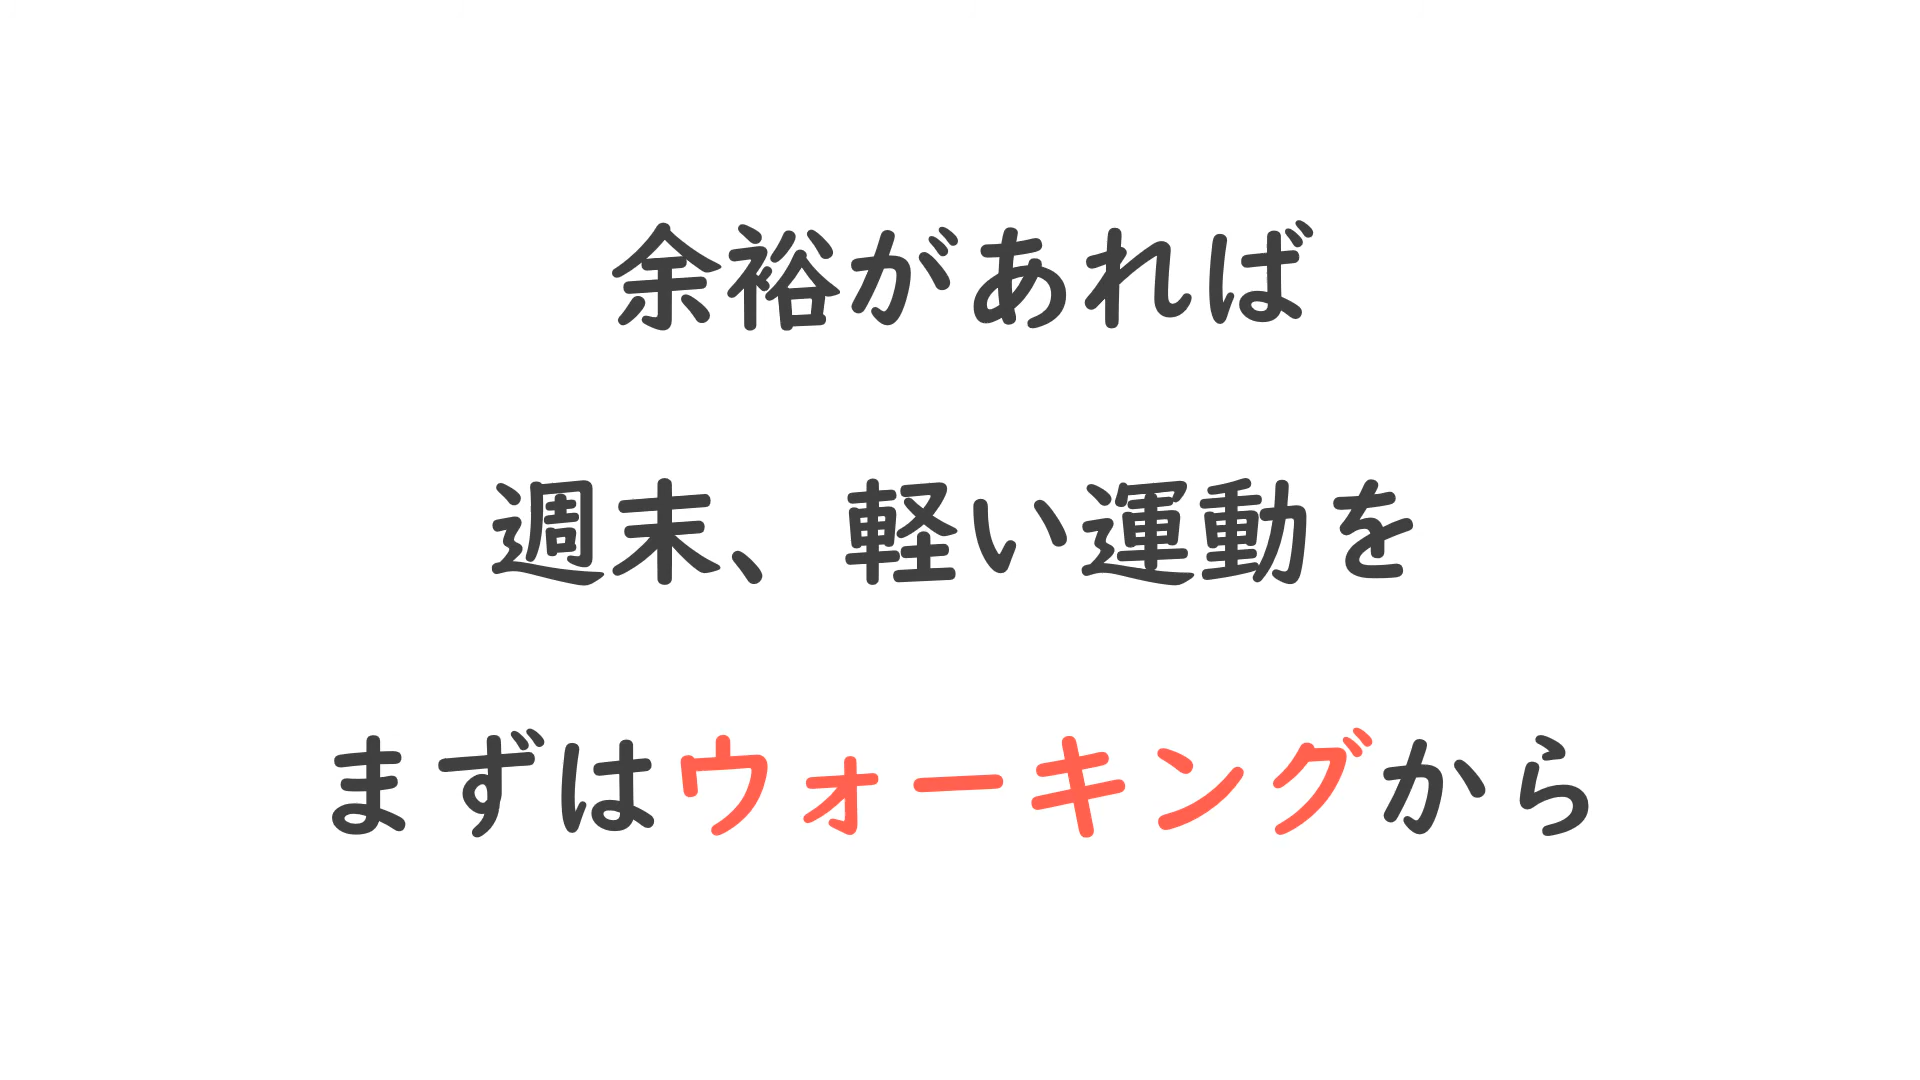 余裕があれば
週末、軽い運動を
まずはウォーキングから